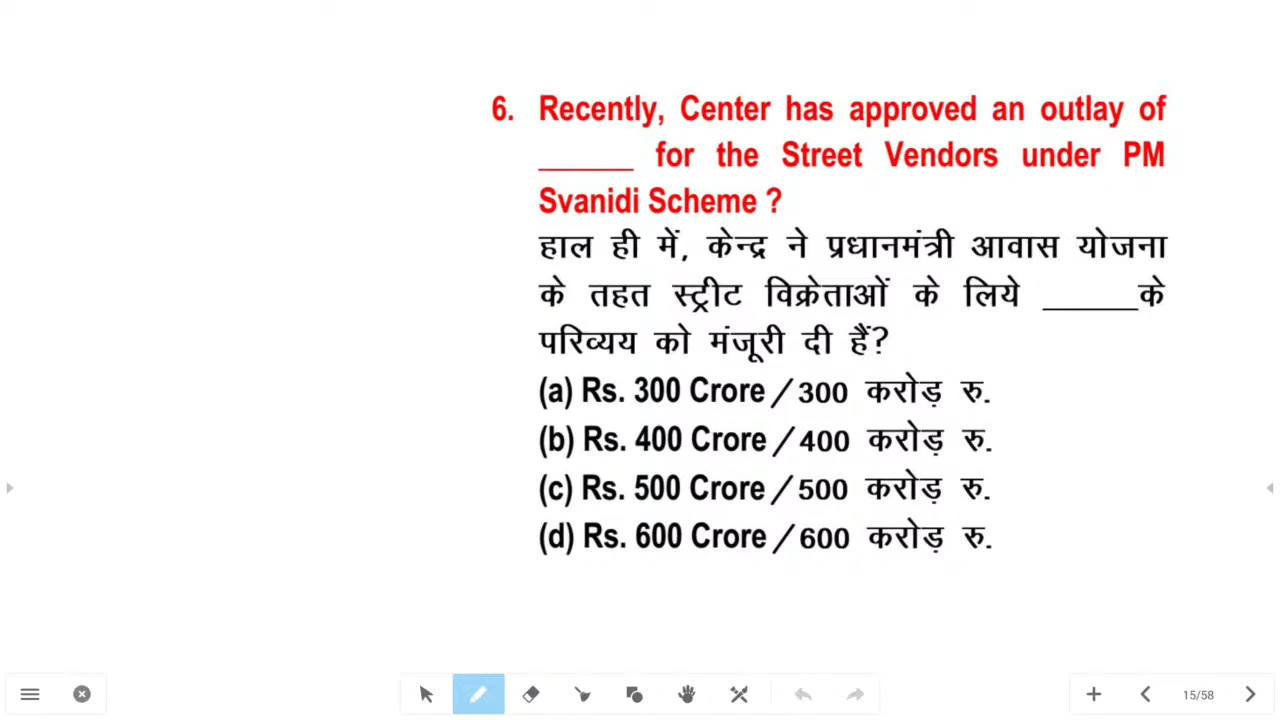 6. Recently, Center has approved an outlay of
______ for the Street Vendors under PM
Svanidi Scheme ?
हाल ही में, केन्द्र ने प्रधानमंत्री आवास योजना
के तहत स्ट्रीट विक्रेताओं के लिये ______के
परिव्यय को मंजूरी दी हैं?
(a) Rs. 300 Crore/300 करोड़ रु.
(b) Rs. 400 Crore/400 करोड़ रु.
(c) Rs. 500 Crore/500 करोड़ रु.
(d) Rs. 600 Crore/600 करोड़ रु.
15/58